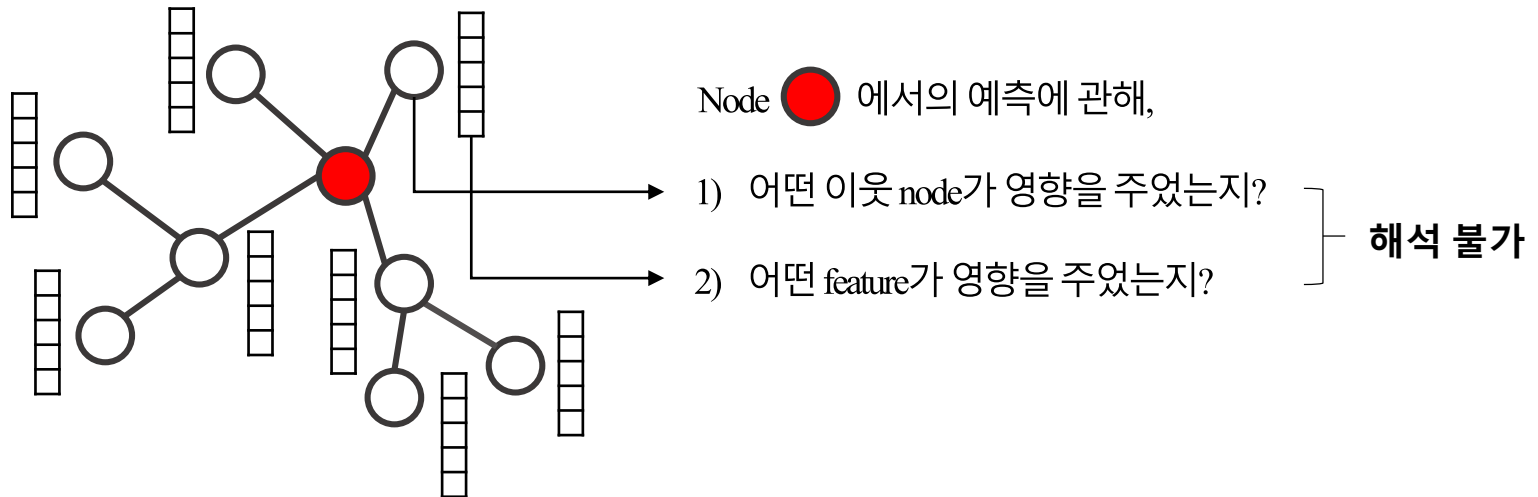 Node 에서의 예측에 관해,
1) 어떤 이웃 node가 영향을 주었는지?
해석 불가
2) 어떤 feature가 영향을 주었는지?